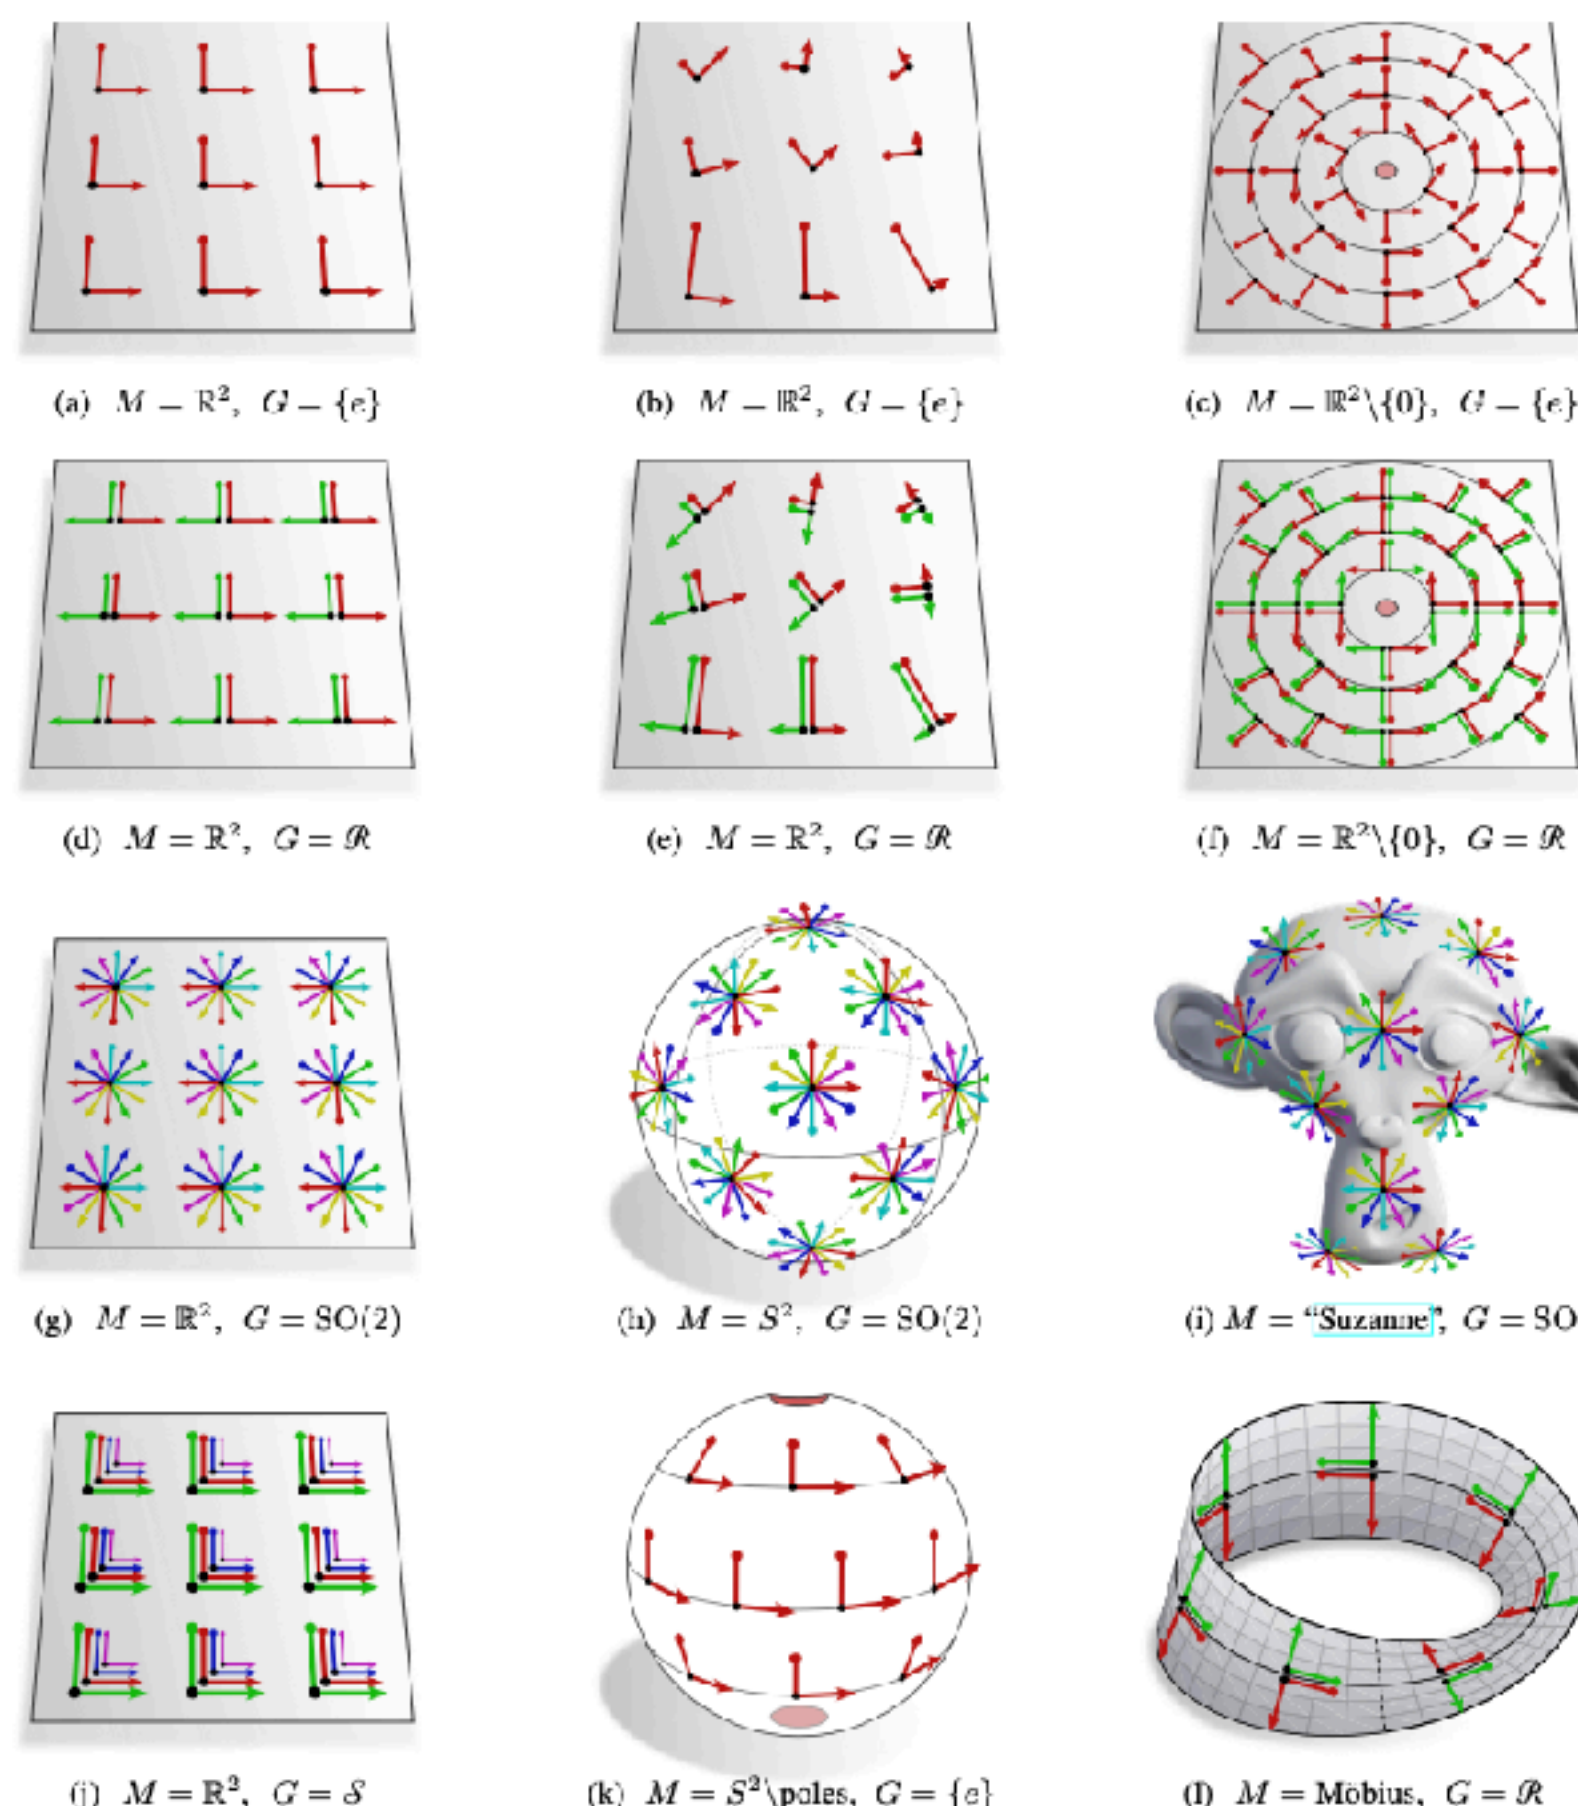 (a) M = ℝ², G = {e}
(b) M = ℝ², G = {e}
(c) M = ℝ²\{0}, G = {e}
(d) M = ℝ², G = ℛ
(e) M = ℝ², G = ℛ
(f) M = ℝ²\{0}, G = ℛ
(g) M = ℝ², G = SO(2)
(h) M = S², G = SO(2)
(i) M = “Suzanne”, G = SO
(j) M = ℝ², G = 𝒮
(k) M = S²\poles, G = {e}
(l) M = Möbius, G = ℛ